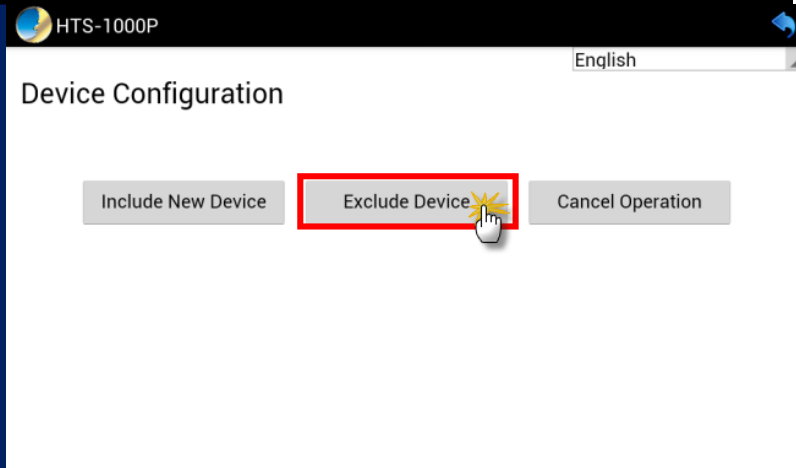 HTS-1000P
English
Device Configuration
Include New Device
Exclude Device
Cancel Operation